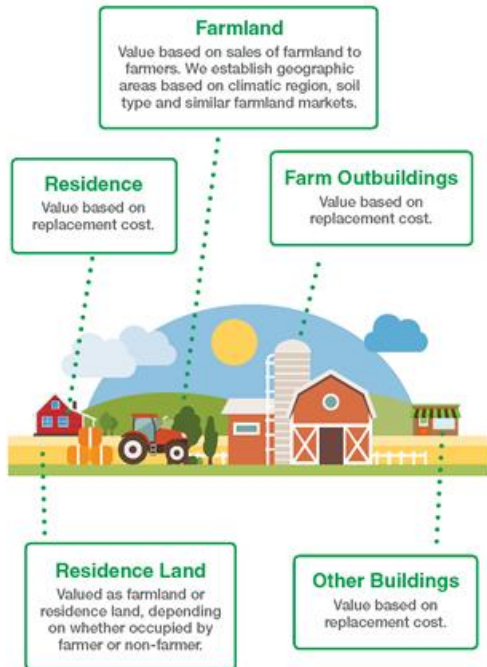 Farmland
Value based on sales of farmland to
farmers. We establish geographic
areas based on climatic region, soil
type and similar farmland markets.
Residence
Value based on
replacement cost.
Farm Outbuildings
Value based on
replacement cost.
Residence Land
Valued as farmland or
residence land, depending
on whether occupied by
farmer or non-farmer.
Other Buildings
Value based on
replacement cost.